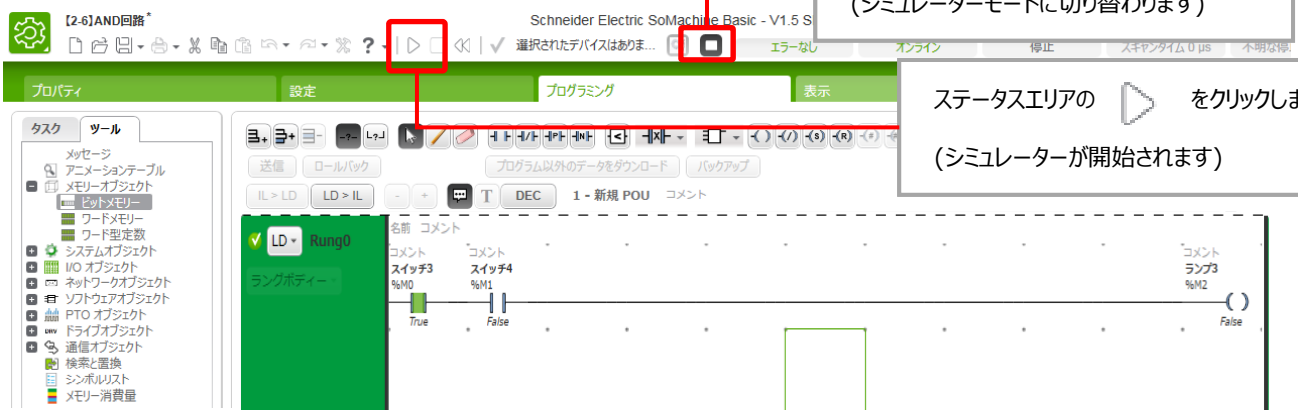 【2-6】AND回路*
Schneider Electric SoMachine Basic - V1.5 S
(シミュレーターモードに切り替わります)
選択されたデバイスはありま...
エラーなし
オンライン
停止
スキャンタイム 0 µs
不明な停
プロパティ
設定
プログラミング
表示
ステータスエリアの をクリックしま
(シミュレーターが開始されます)
タスク
ツール
メッセージ
アニメーションテーブル
メモリーオブジェクト
ビットメモリー
ワードメモリー
ワード型定数
システムオブジェクト
I/O オブジェクト
ネットワークオブジェクト
ソフトウェアオブジェクト
PTO オブジェクト
ドライブオブジェクト
通信オブジェクト
検索と置換
シンボルリスト
メモリー消費量
送信
ロールバック
プログラム以外のデータをダウンロード
バックアップ
IL > LD
LD > IL
- + T DEC
1 - 新規 POU コメント
名前 コメント
LD Rung0
ラングボディー
コメント
スイッチ3
%M0
True
コメント
スイッチ4
%M1
False
コメント
ランプ3
%M2
False